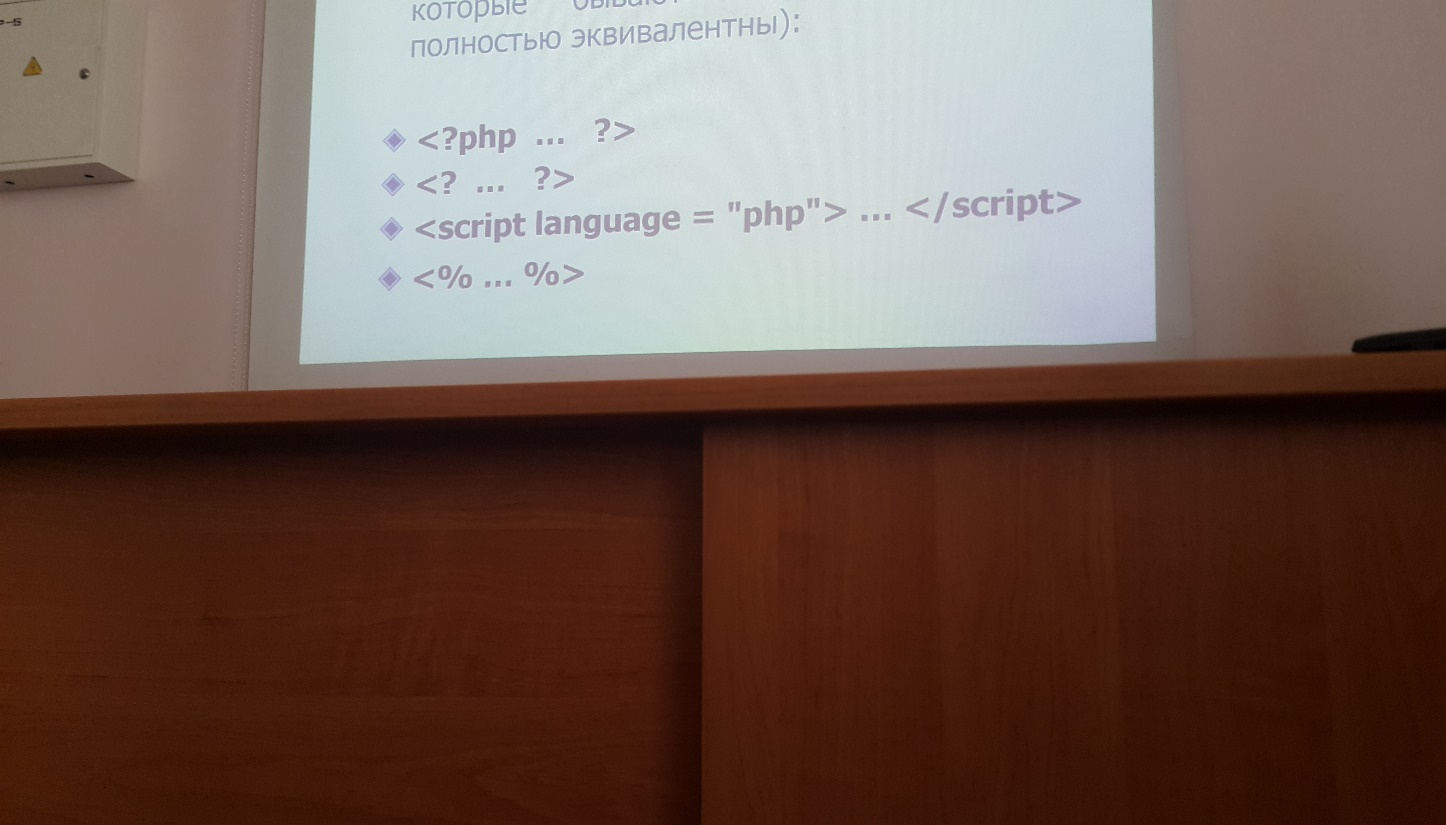 которые
полностью эквивалентны):
<?php ... ?>
<? ... ?>
<script language = "php"> ... </script>
<% ... %>